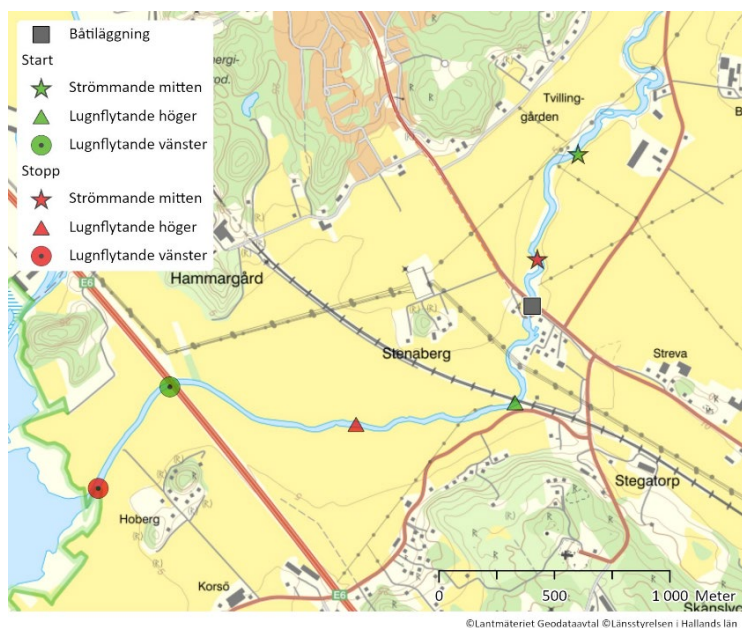 Båtiläggning
Start
Strömmande mitten
Lugnflytande höger
Lugnflytande vänster
Stopp
Strömmande mitten
Lugnflytande höger
Lugnflytande vänster
Tvilling-
gården
Hammargård
E6
Stenaberg
Streva
Stegatorp
Hoberg
Korsö
E6
0 500 1 000 Meter
©Lantmäteriet Geodataavtal ©Länsstyrelsen i Hallands län